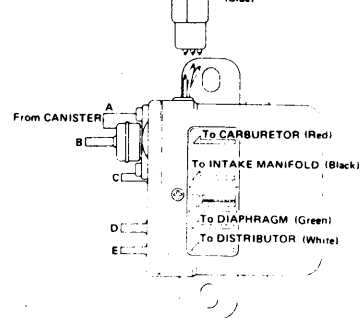 A
From CANISTER
B
C
D
E
To CARBURETOR (Red)
To INTAKE MANIFOLD (Black)
To DIAPHRAGM (Green)
To DISTRIBUTOR (White)